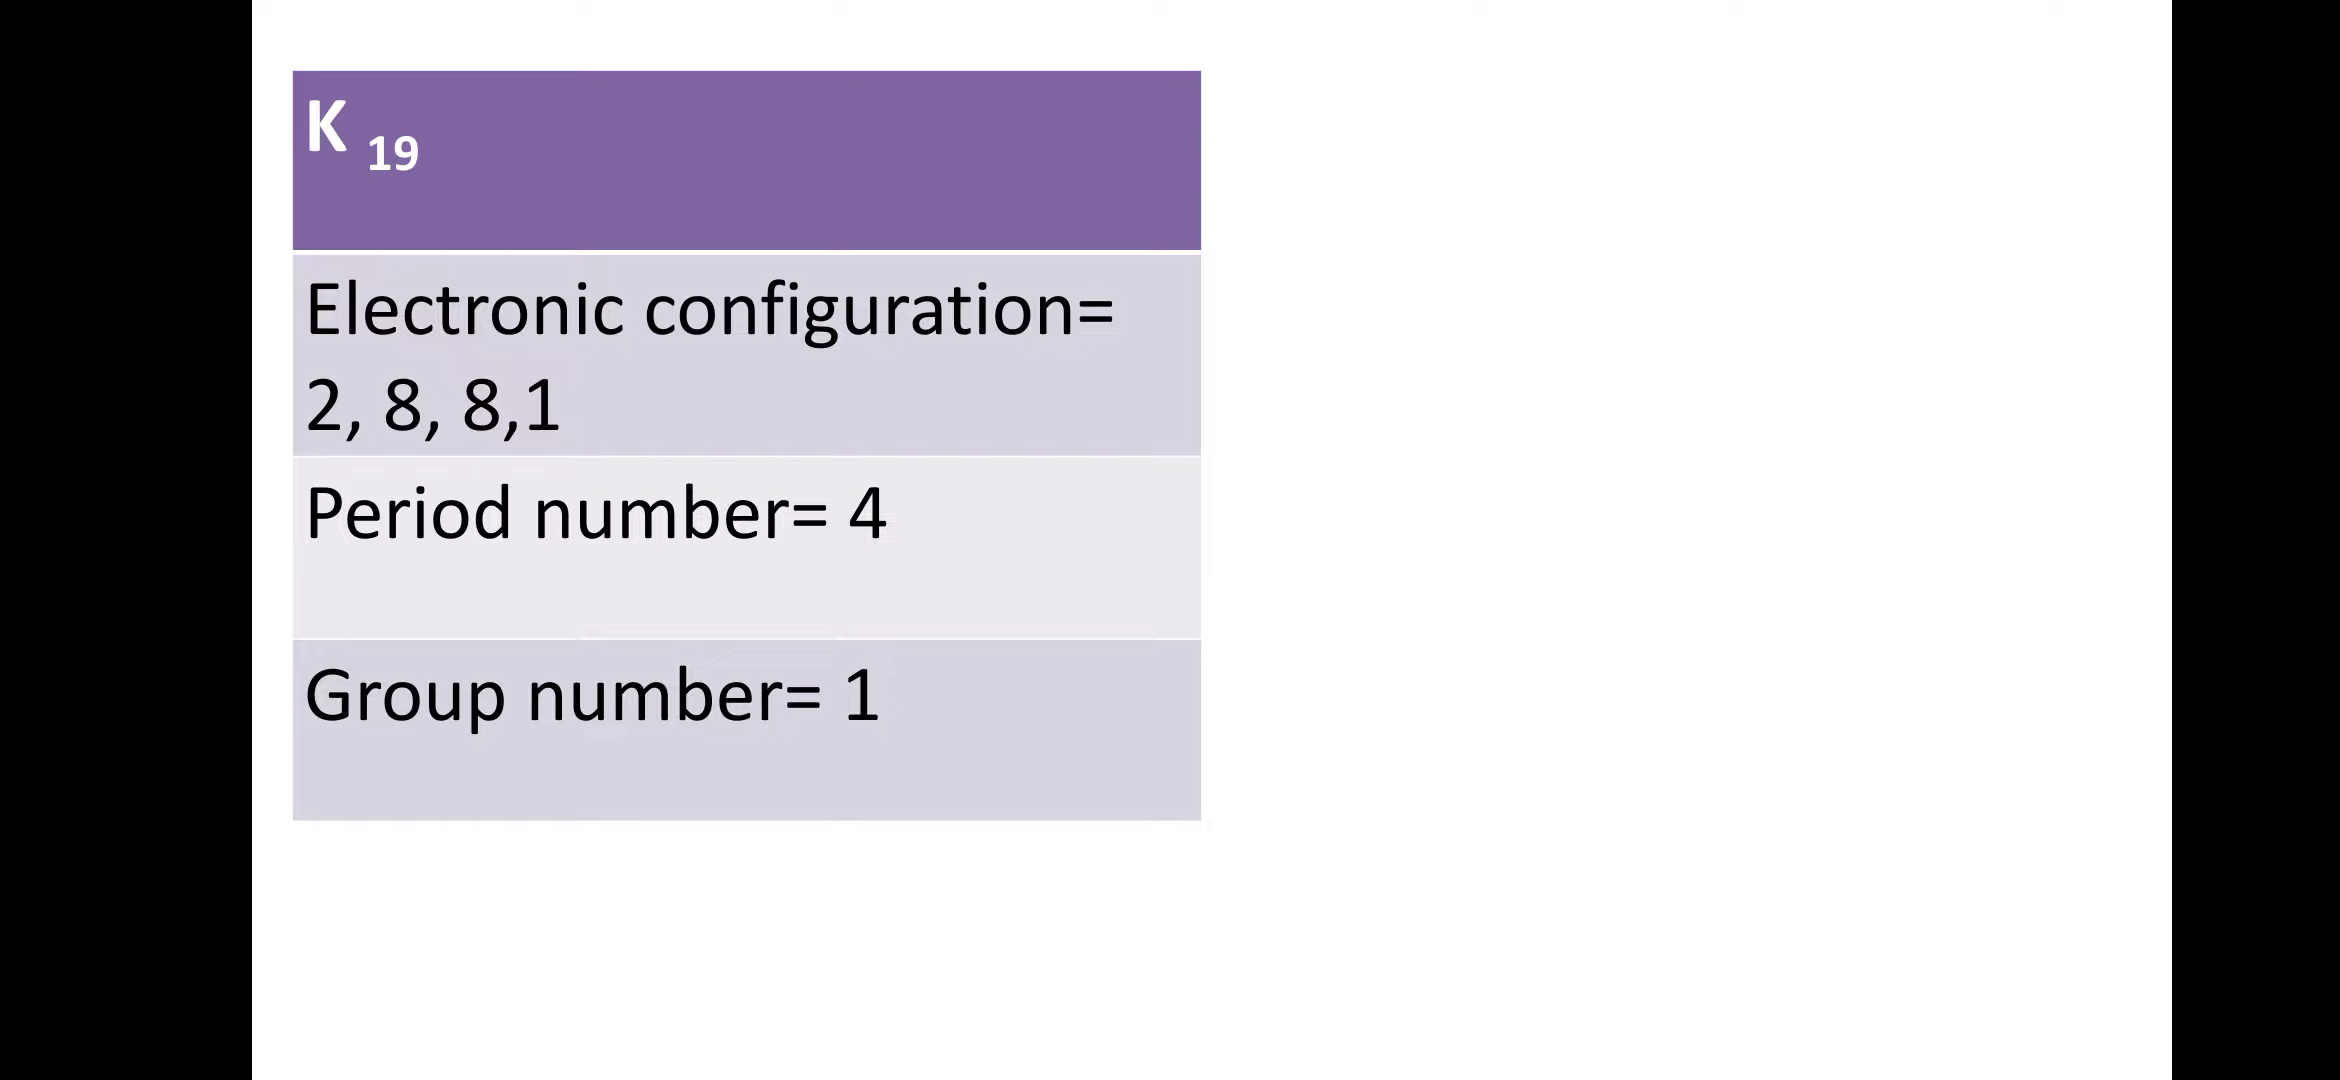 K 19
Electronic configuration=
2, 8, 8,1
Period number= 4
Group number= 1